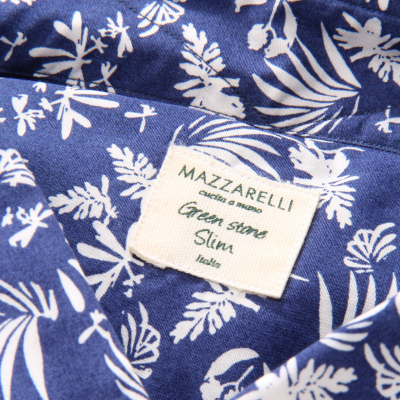 MAZZARELLI
cucita a mano
Green stone
Slim
Italia